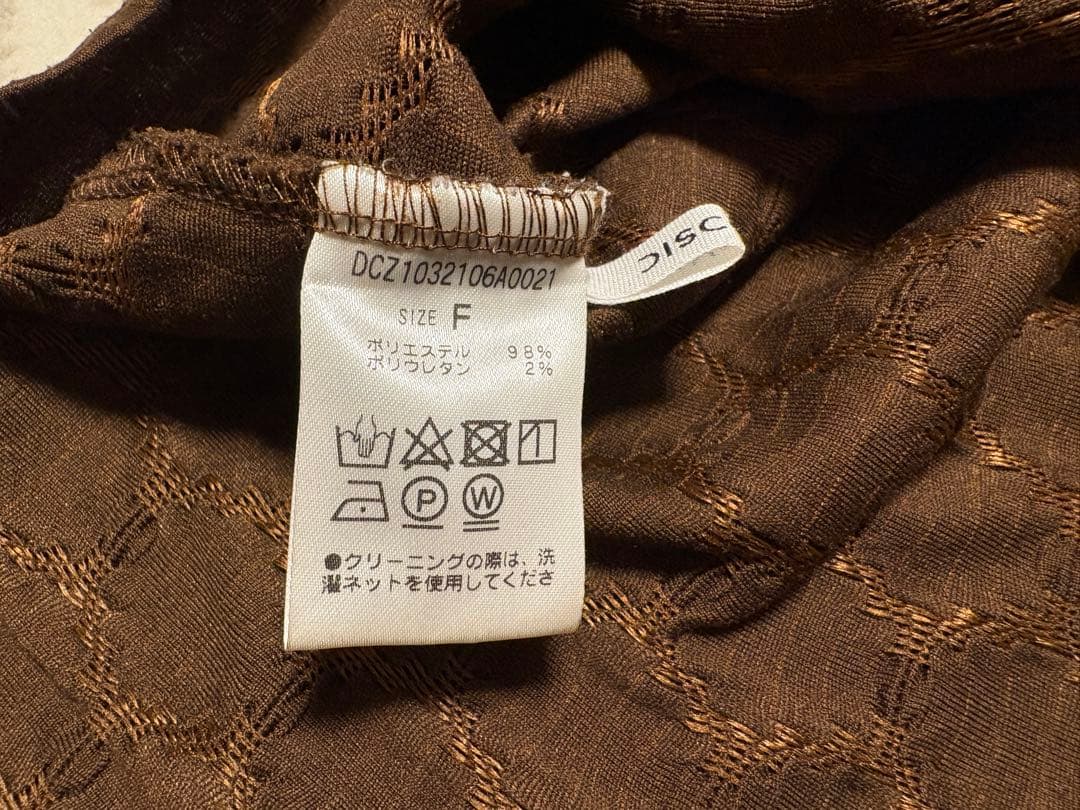 DCZ1032106A0021
SIZE F
ポリエステル 98%
ポリウレタン 2%
P W
●クリーニングの際は、洗
濯ネットを使用してくださ